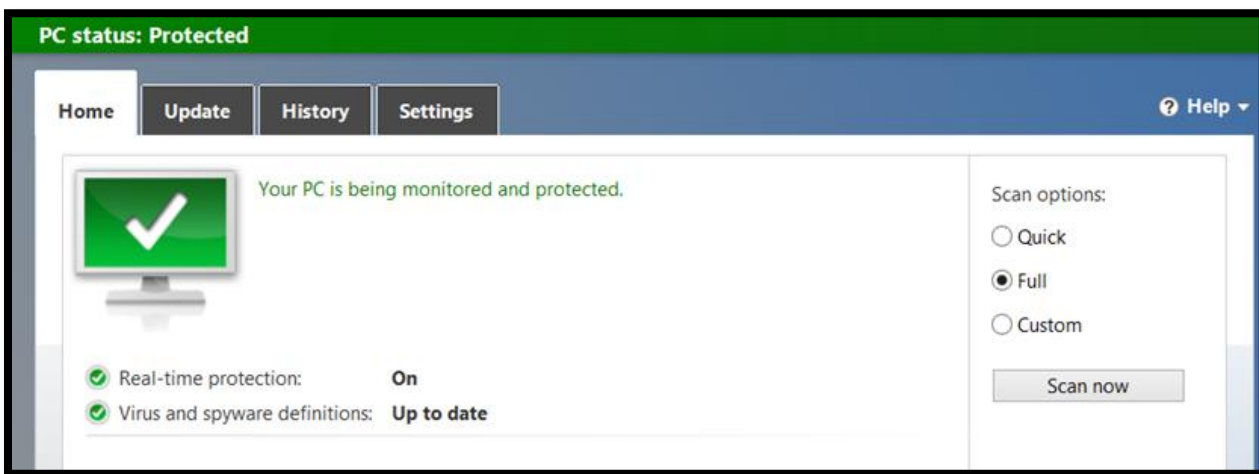 PC status: Protected
Home Update History Settings Help
Your PC is being monitored and protected.
Scan options:
Quick
Full
Custom
Scan now
Real-time protection: On
Virus and spyware definitions: Up to date